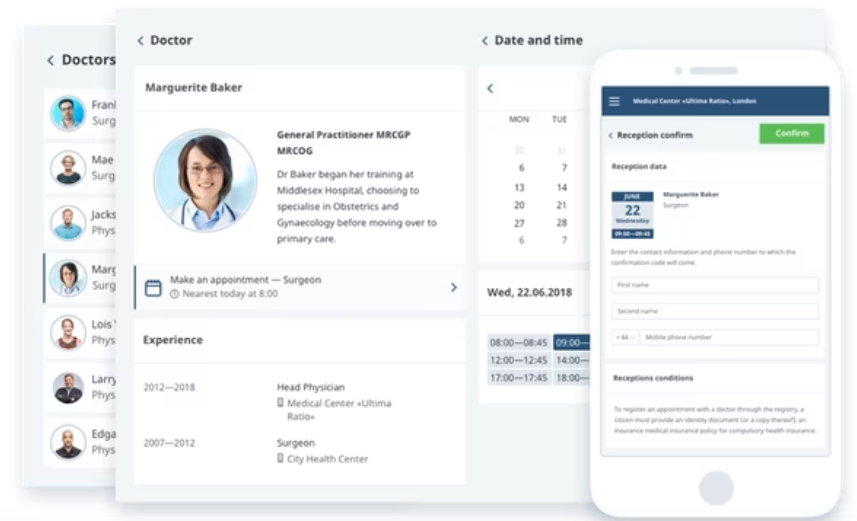 Doctors
Frank
Surg
Mae
Surg
Jacks
Phys
Marg
Surg
Lois
Phys
Larry
Phys
Edga
Phys
Doctor
Marguerite Baker
General Practitioner MRCGP
MRCOG
Dr Baker began her training at
Middlesex Hospital, choosing to
specialise in Obstetrics and
Gynaecology before moving over to
primary care.
Make an appointment — Surgeon
Nearest today at 8:00
Experience
2012—2018
Head Physician
Medical Center «Ultima
Ratio»
2007—2012
Surgeon
City Health Center
Date and time
MON TUE
30 31
6 7
13 14
20 21
27 28
6 7
Wed, 22.06.2018
08:00—08:45 09:00—
12:00—12:45 14:00—
17:00—17:45 18:00—
Medical Center «Ultima Ratio», London
Reception confirm
Confirm
Reception data
JUNE
22
Wednesday
09:00—09:45
Marguerite Baker
Surgeon
Enter the contact information and phone number to which the
confirmation code will come.
First name
Second name
+ 44 Mobile phone number
Receptions conditions
To register an appointment with a doctor through the registry, a
citizen must provide an identity document (or a copy thereof), an
insurance medical insurance policy for compulsory health insurance.